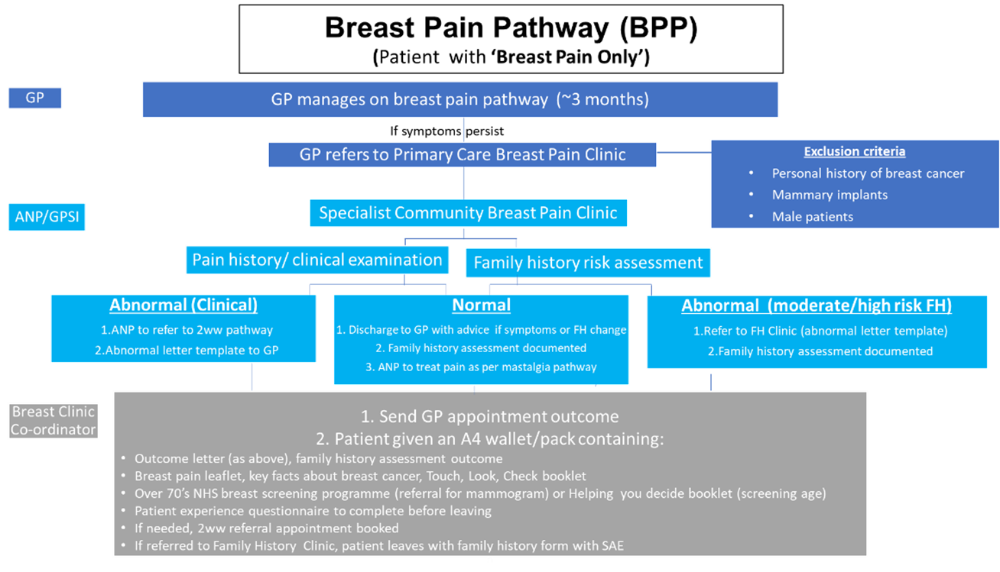 Breast Pain Pathway (BPP)
(Patient with ‘Breast Pain Only’)
GP
GP manages on breast pain pathway (~3 months)
If symptoms persist
GP refers to Primary Care Breast Pain Clinic
Exclusion criteria
• Personal history of breast cancer
• Mammary implants
• Male patients
ANP/GPSI
Specialist Community Breast Pain Clinic
Pain history/ clinical examination
Family history risk assessment
Abnormal (Clinical)
1.ANP to refer to 2ww pathway
2.Abnormal letter template to GP
Normal
1. Discharge to GP with advice if symptoms or FH change
2. Family history assessment documented
3. ANP to treat pain as per mastalgia pathway
Abnormal (moderate/high risk FH)
1.Refer to FH Clinic (abnormal letter template)
2.Family history assessment documented
Breast Clinic
Co-ordinator
1. Send GP appointment outcome
2. Patient given an A4 wallet/pack containing:
• Outcome letter (as above), family history assessment outcome
• Breast pain leaflet, key facts about breast cancer, Touch, Look, Check booklet
• Over 70’s NHS breast screening programme (referral for mammogram) or Helping you decide booklet (screening age)
• Patient experience questionnaire to complete before leaving
• If needed, 2ww referral appointment booked
• If referred to Family History Clinic, patient leaves with family history form with SAE